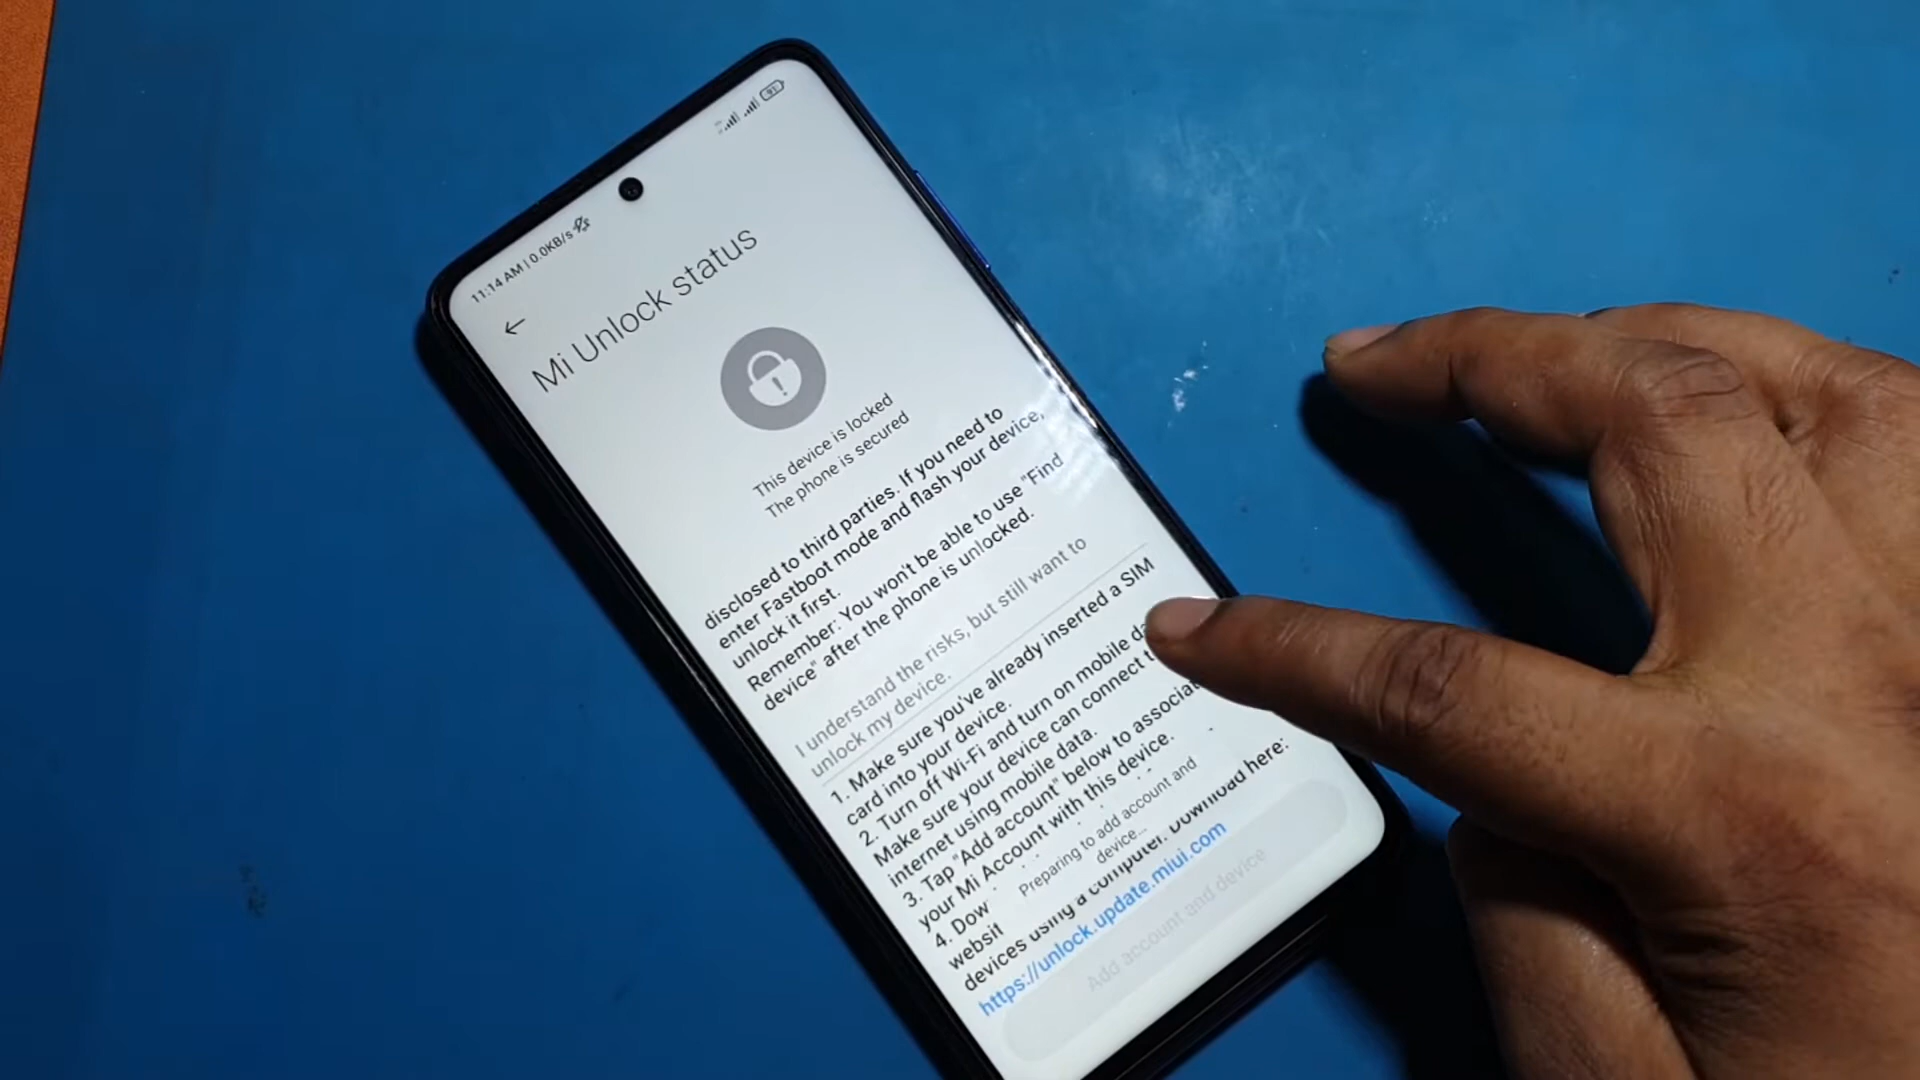 11:14 AM | 0.0KB/s
91
Mi Unlock status
This device is locked
The phone is secured
disclosed to third parties. If you need to
enter Fastboot mode and flash your device,
unlock it first.
Remember: You won't be able to use "Find
device" after the phone is unlocked.
I understand the risks, but still want to
unlock my device.
1. Make sure you've already inserted a SIM
card into your device.
2. Turn off Wi-Fi and turn on mobile
Make sure your device can connect
internet using mobile data.
3. Tap "Add account" below to
your Mi Account with this device.
4.
devices using a computer. Download here:
https://unlock.update.miui.com
Preparing to add account and
device...
Add account and device